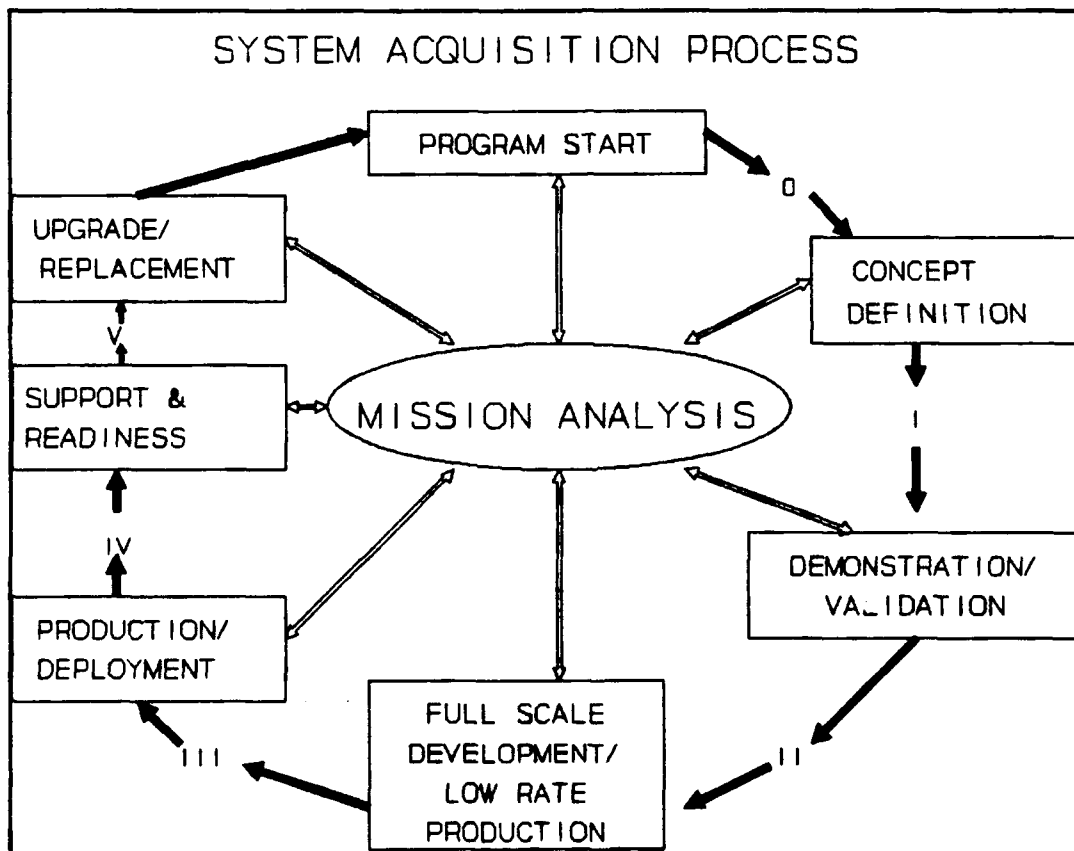 SYSTEM ACQUISITION PROCESS
PROGRAM START
0
UPGRADE/
REPLACEMENT
CONCEPT
DEFINITION
V
SUPPORT &
READINESS
MISSION ANALYSIS
I
IV
DEMONSTRATION/
VALIDATION
PRODUCTION/
DEPLOYMENT
FULL SCALE
DEVELOPMENT/
LOW RATE
PRODUCTION
III
II